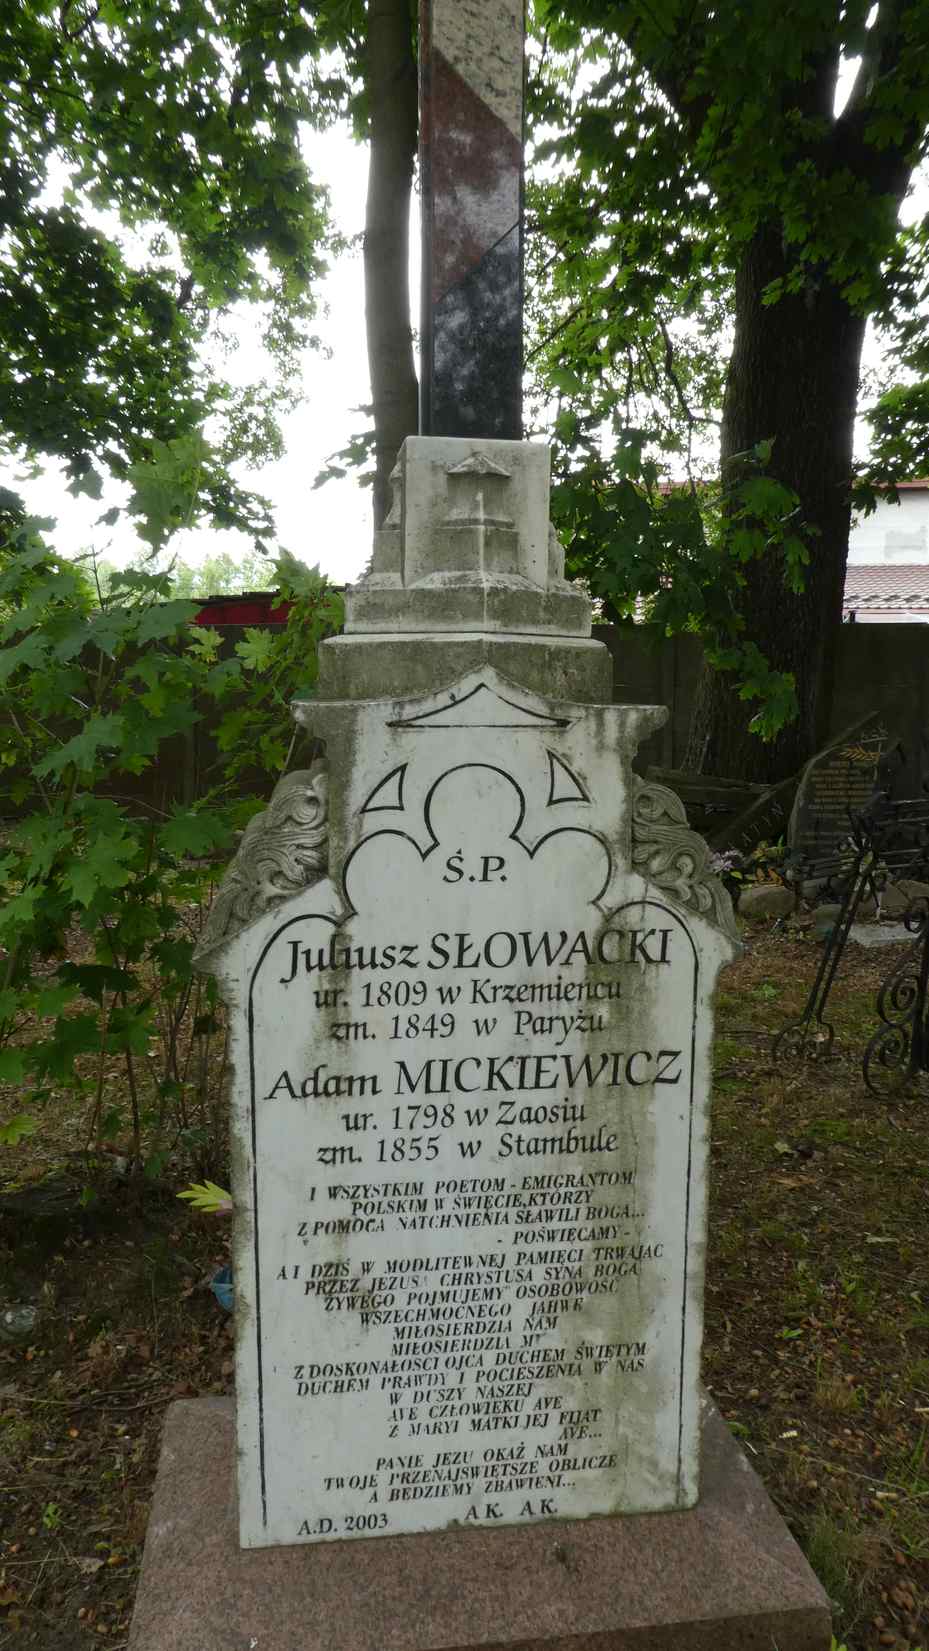 Ś.P.
Juliusz SŁOWACKI
ur. 1809 w Krzemieńcu
zm. 1849 w Paryżu
Adam MICKIEWICZ
ur. 1798 w Zaosiu
zm. 1855 w Stambule
I WSZYSTKIM POETOM - EMIGRANTOM
POLSKIM W ŚWIECIE, KTÓRZY
Z POMOCĄ NATCHNIENIA SŁAWILI BOGA...
- POŚWIĘCAMY -
A I DZIŚ W MODLITEWNEJ PAMIĘCI TRWAJĄC
PRZEZ JEZUSA CHRYSTUSA SYNA BOGA
ŻYWEGO POJMUJEMY OSOBOWOŚĆ
WSZECHMOCNEGO JAHWE
MIŁOSIERDZIA NAM
MIŁOSIERDZIA
Z DOSKONAŁOŚCI OJCA DUCHEM ŚWIĘTYM
DUCHEM PRAWDY I POCIESZENIA W NAS
W DUSZY NASZEJ
AVE CZŁOWIEKU AVE
Z MARYI MATKI JEJ FIJAT
AVE...
PANIE JEZU OKAŻ NAM
TWOJE PRZENAJŚWIĘTSZE OBLICZE
A BĘDZIEMY ZBAWIENI...
A.D. 2003 A K. A K.